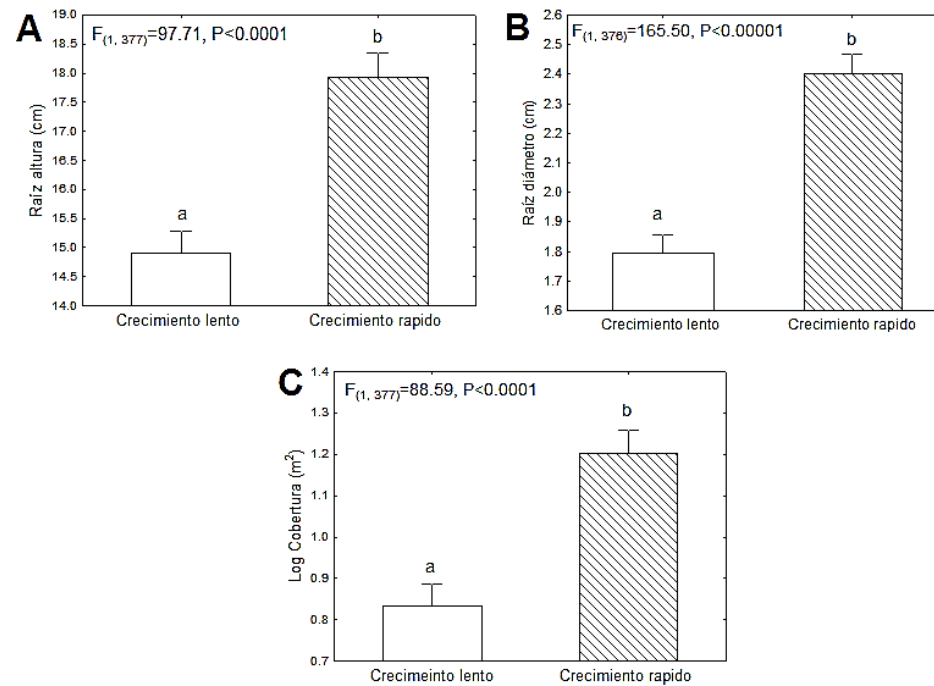 A
F(1, 377)=97.71, P<0.0001
Raíz altura (cm)
19.0
18.5
18.0
17.5
17.0
16.5
16.0
15.5
15.0
14.5
14.0
a
b
Crecimiento lento
Crecimiento rapido
B
F(1, 376)=165.50, P<0.00001
Raíz diámetro (cm)
2.6
2.5
2.4
2.3
2.2
2.1
2.0
1.9
1.8
1.7
1.6
a
b
Crecimiento lento
Crecimiento rapido
C
F(1, 377)=88.59, P<0.0001
Log Cobertura (m²)
1.4
1.3
1.2
1.1
1.0
0.9
0.8
0.7
a
b
Crecimeinto lento
Crecimiento rapido